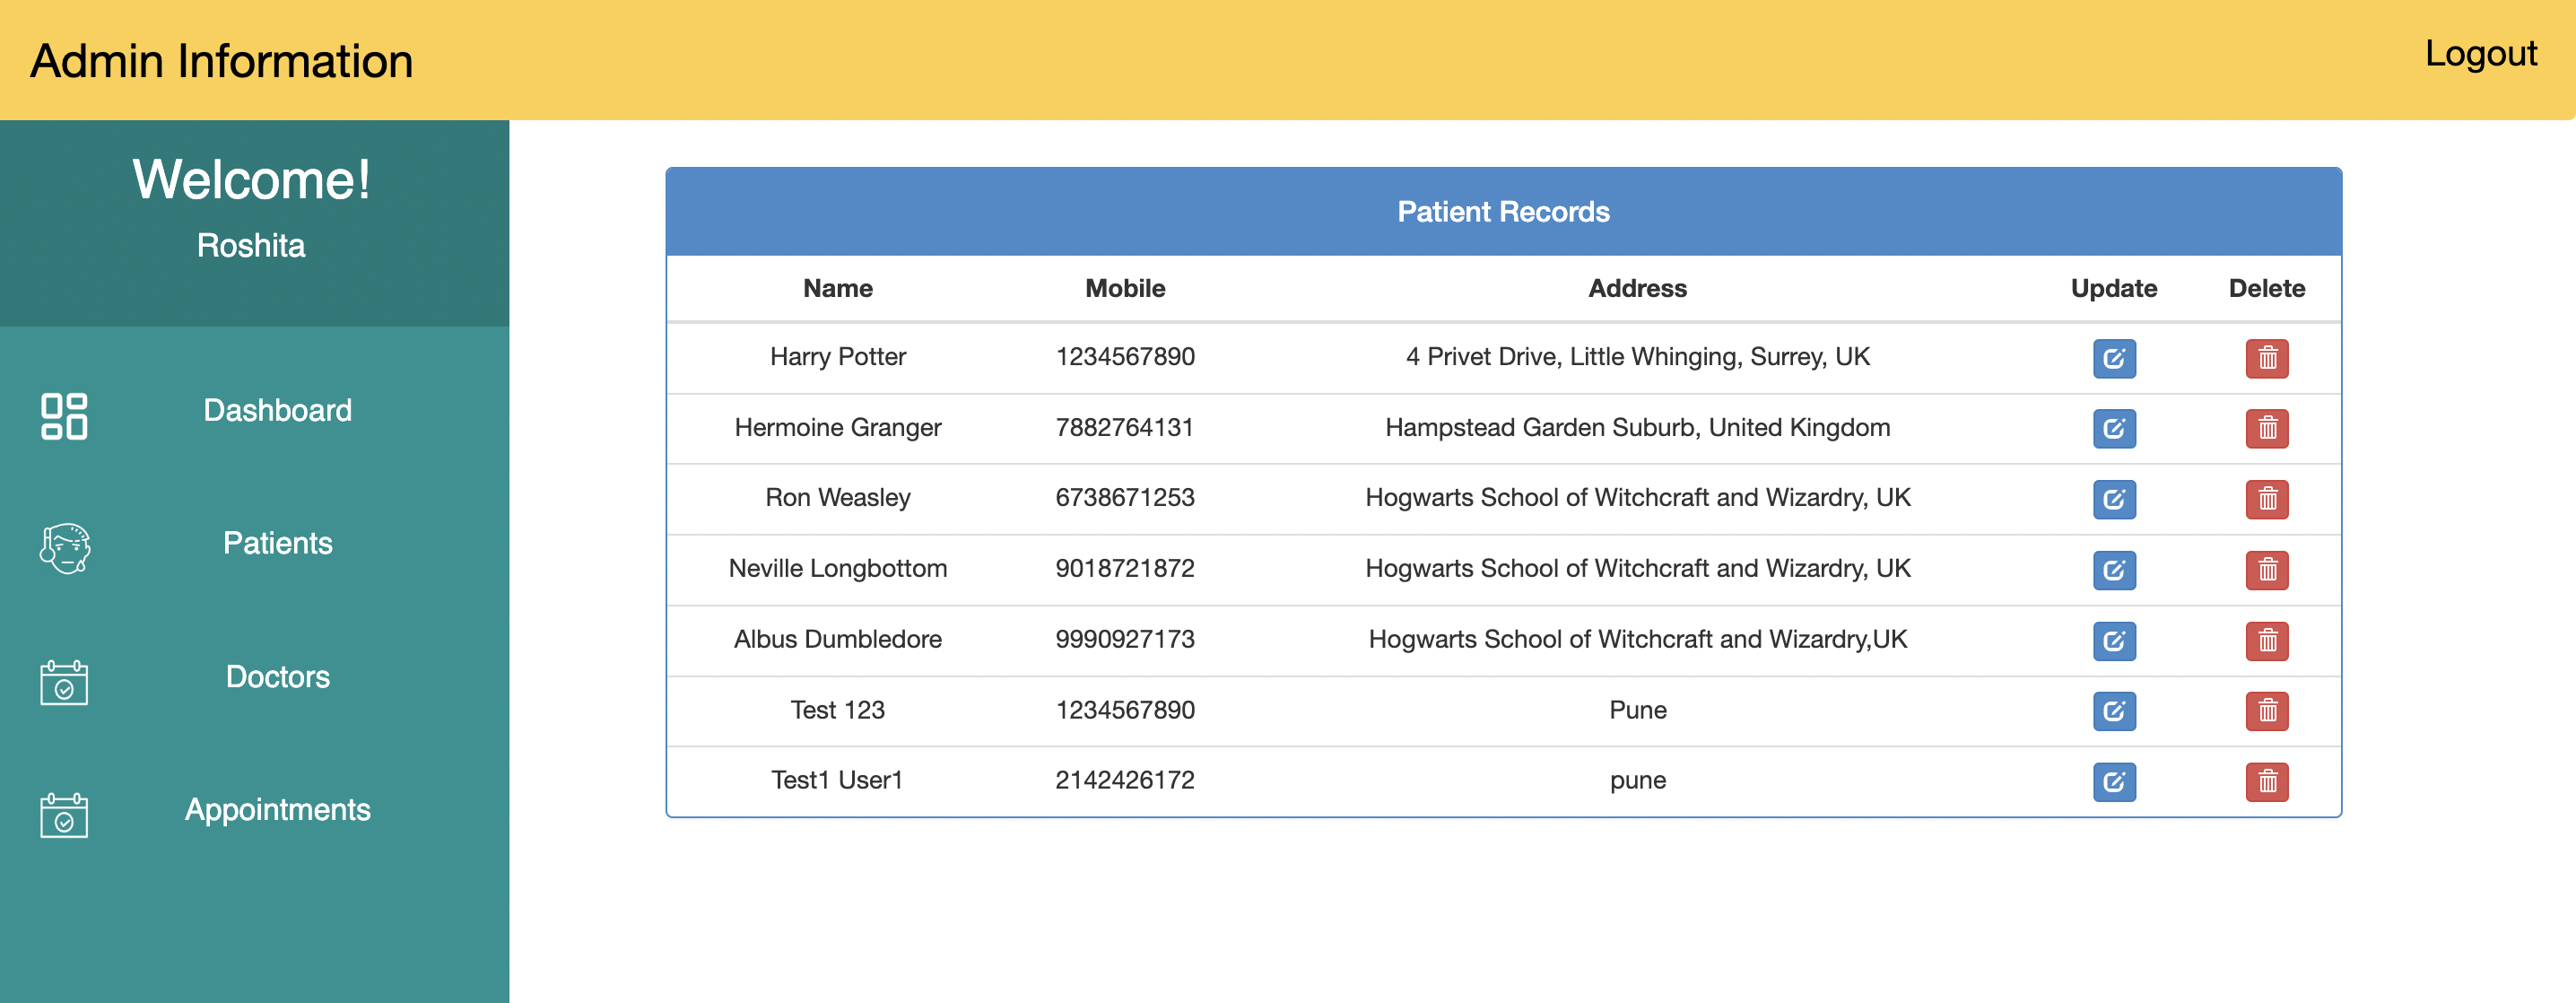 Admin Information
Logout
Welcome!
Roshita
Dashboard
Patients
Doctors
Appointments
Patient Records
Name Mobile Address Update Delete
Harry Potter 1234567890 4 Privet Drive, Little Whinging, Surrey, UK
Hermoine Granger 7882764131 Hampstead Garden Suburb, United Kingdom
Ron Weasley 6738671253 Hogwarts School of Witchcraft and Wizardry, UK
Neville Longbottom 9018721872 Hogwarts School of Witchcraft and Wizardry, UK
Albus Dumbledore 9990927173 Hogwarts School of Witchcraft and Wizardry,UK
Test 123 1234567890 Pune
Test1 User1 2142426172 pune